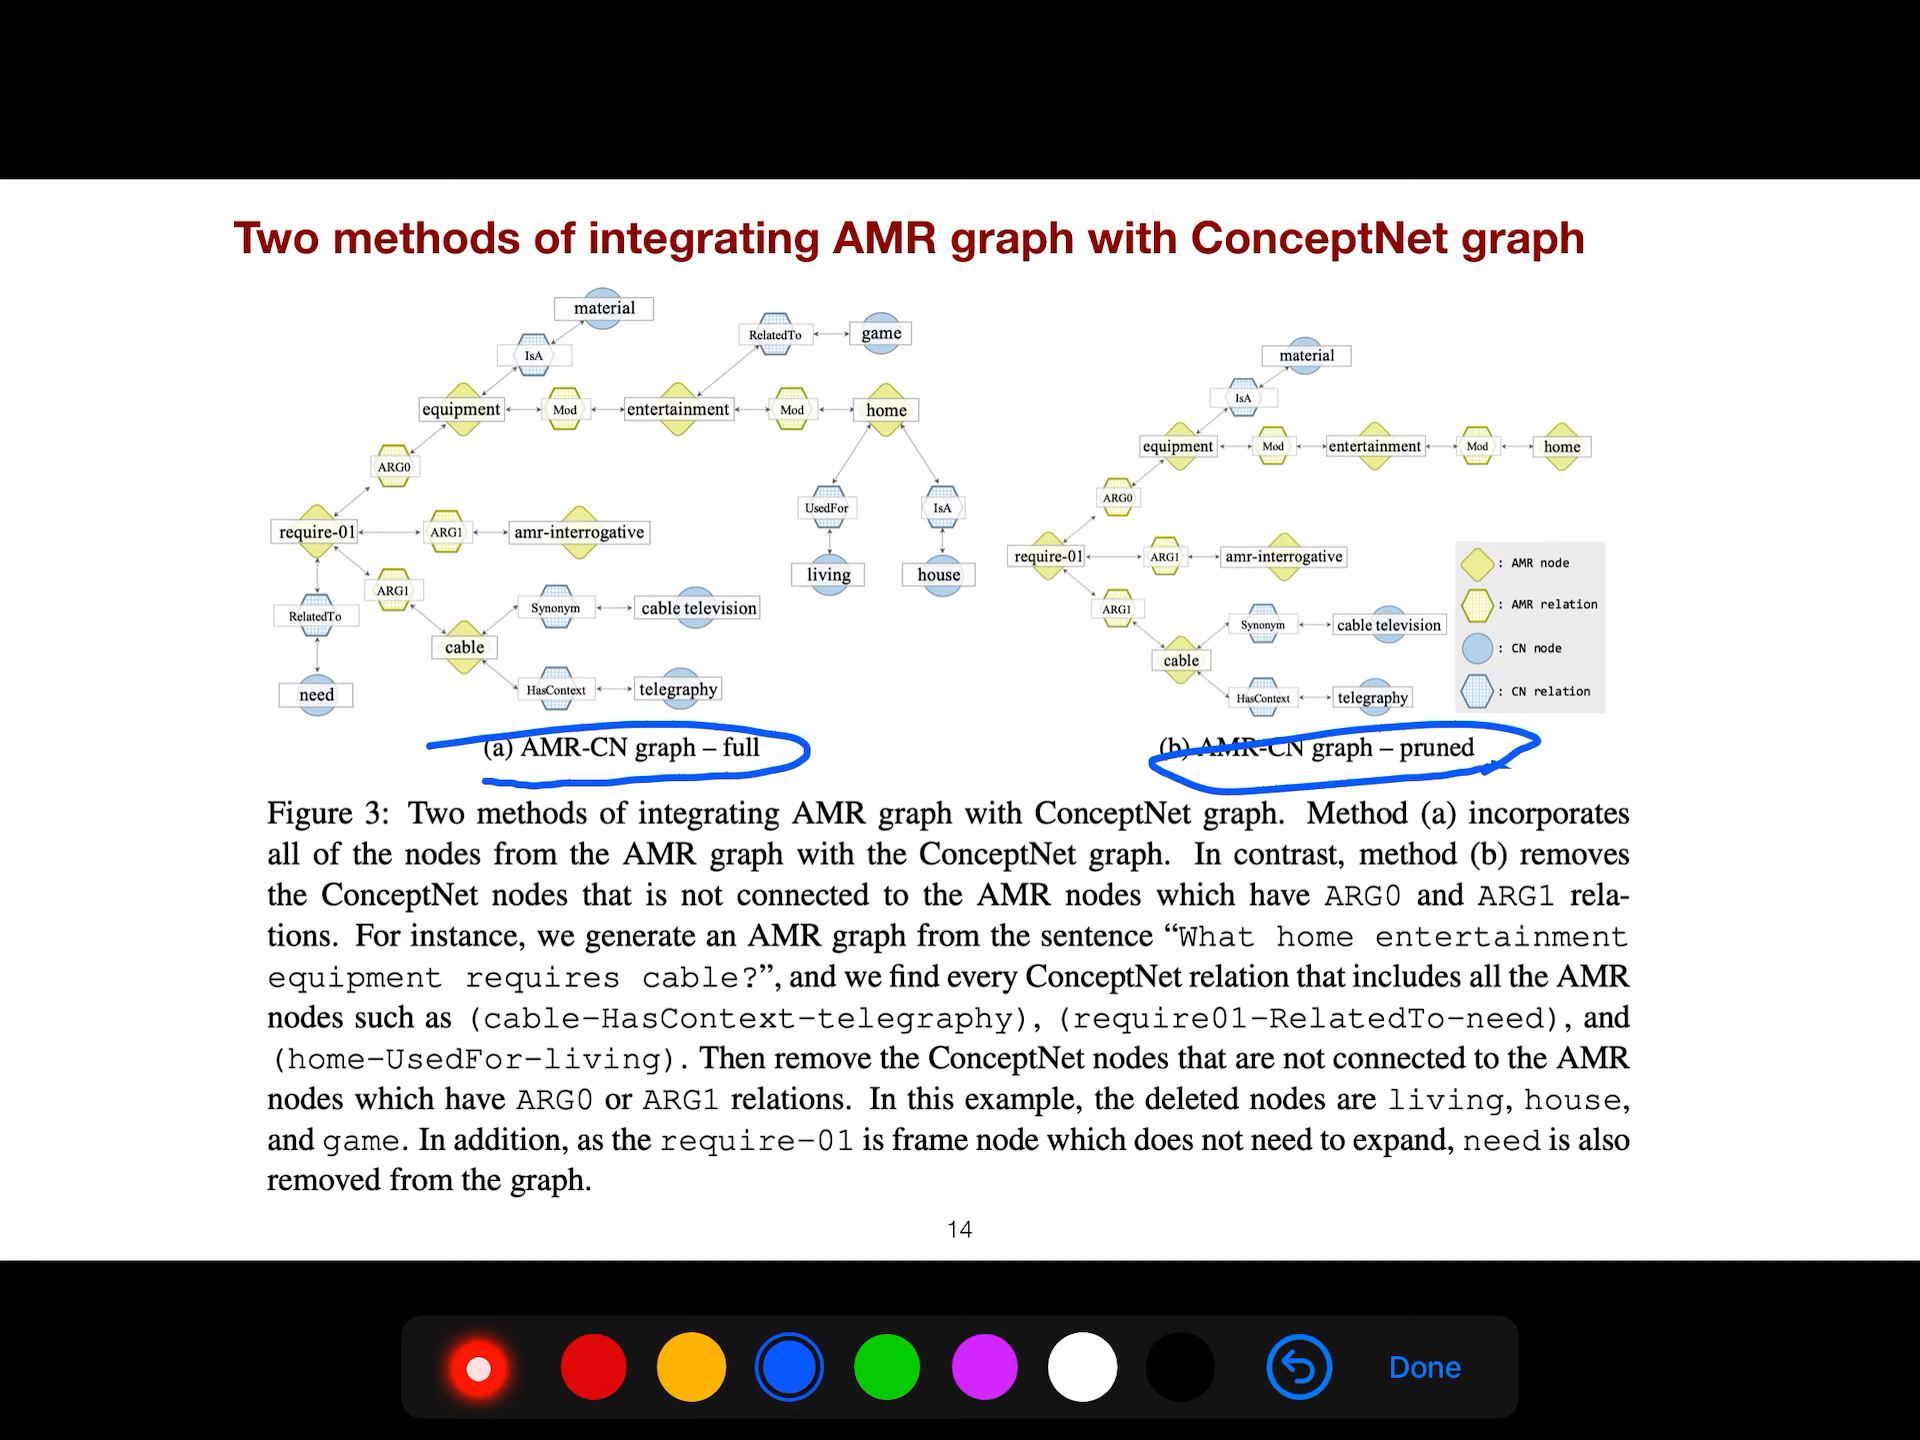 Two methods of integrating AMR graph with ConceptNet graph
material
RelatedTo
game
IsA
equipment
Mod
entertainment
Mod
home
ARG0
UsedFor
IsA
require-01
ARG1
amr-interrogative
living
house
ARG1
RelatedTo
Synonym
cable television
cable
need
HasContext
telegraphy
(a) AMR-CN graph – full
material
IsA
equipment
Mod
entertainment
Mod
home
ARG0
require-01
ARG1
amr-interrogative
ARG1
Synonym
cable television
cable
HasContext
telegraphy
: AMR node
: AMR relation
: CN node
: CN relation
(b) AMR-CN graph – pruned
Figure 3: Two methods of integrating AMR graph with ConceptNet graph. Method (a) incorporates
all of the nodes from the AMR graph with the ConceptNet graph. In contrast, method (b) removes
the ConceptNet nodes that is not connected to the AMR nodes which have ARG0 and ARG1 rela-
tions. For instance, we generate an AMR graph from the sentence “What home entertainment
equipment requires cable?”, and we find every ConceptNet relation that includes all the AMR
nodes such as (cable-HasContext-telegraphy), (require01-RelatedTo-need), and
(home-UsedFor-living). Then remove the ConceptNet nodes that are not connected to the AMR
nodes which have ARG0 or ARG1 relations. In this example, the deleted nodes are living, house,
and game. In addition, as the require-01 is frame node which does not need to expand, need is also
removed from the graph.
14
Done